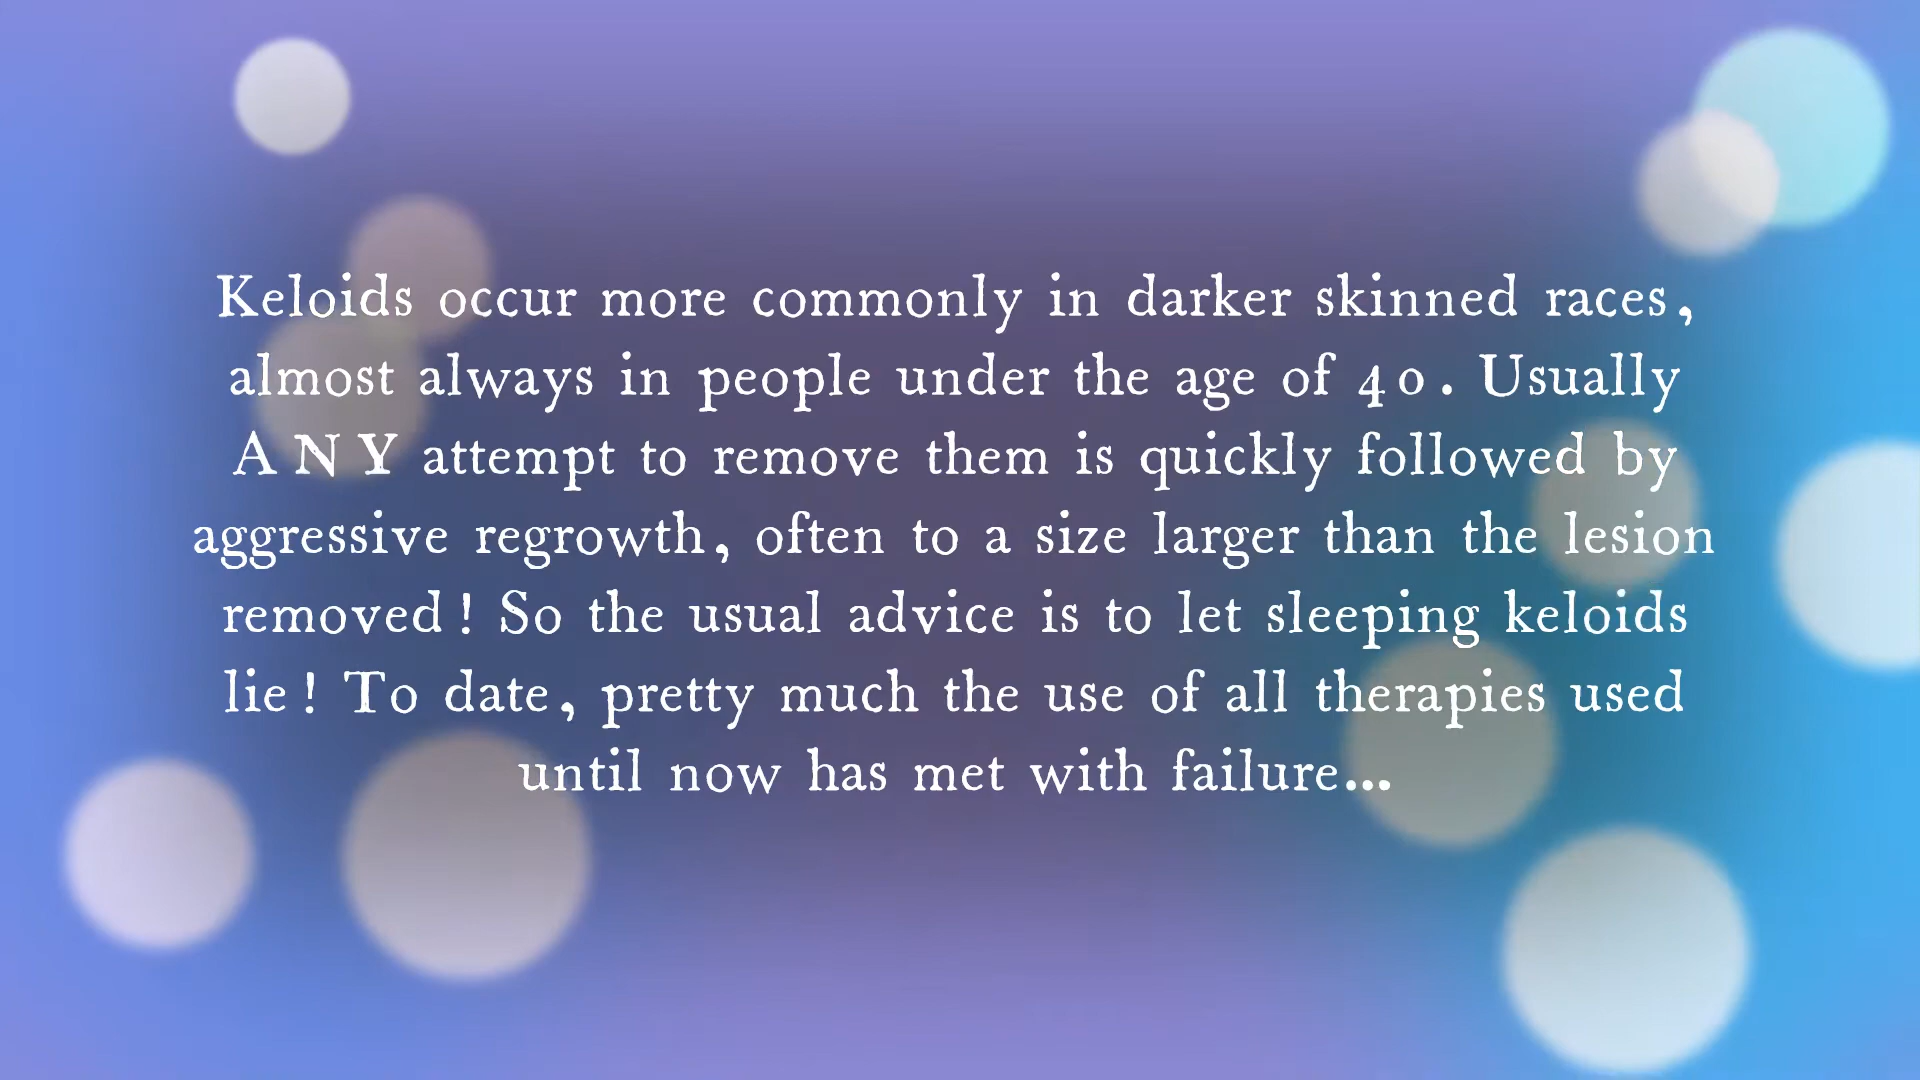 Keloids occur more commonly in darker skinned races,
almost always in people under the age of 40. Usually
ANY attempt to remove them is quickly followed by
aggressive regrowth, often to a size larger than the lesion
removed! So the usual advice is to let sleeping keloids
lie! To date, pretty much the use of all therapies used
until now has met with failure...